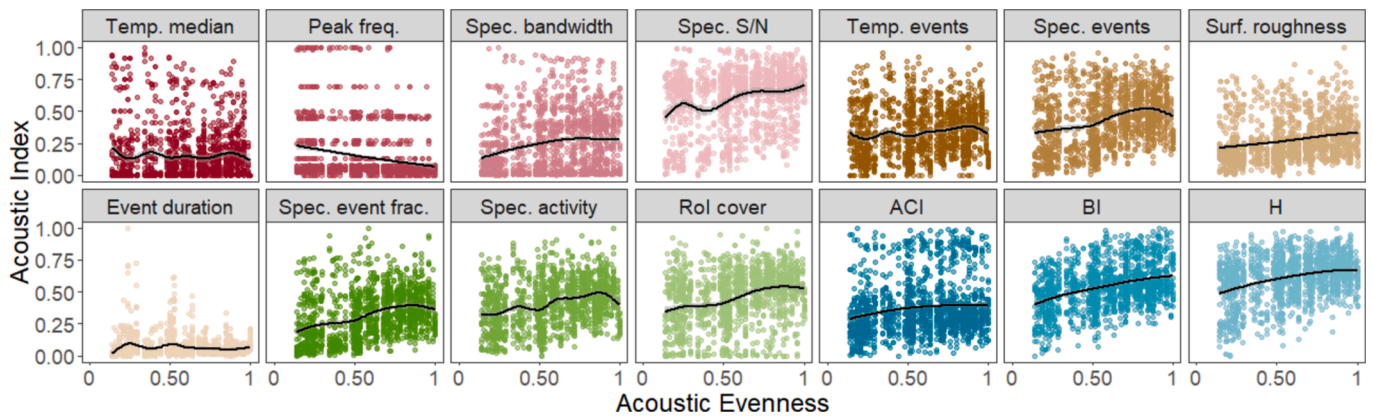 Temp. median Peak freq. Spec. bandwidth Spec. S/N Temp. events Spec. events Surf. roughness
1.00
0.75
0.50
0.25
0.00
Acoustic Index
Event duration Spec. event frac. Spec. activity RoI cover ACI BI H
1.00
0.75
0.50
0.25
0.00
0 0.50 1 0 0.50 1 0 0.50 1 0 0.50 1 0 0.50 1 0 0.50 1 0 0.50 1
Acoustic Evenness